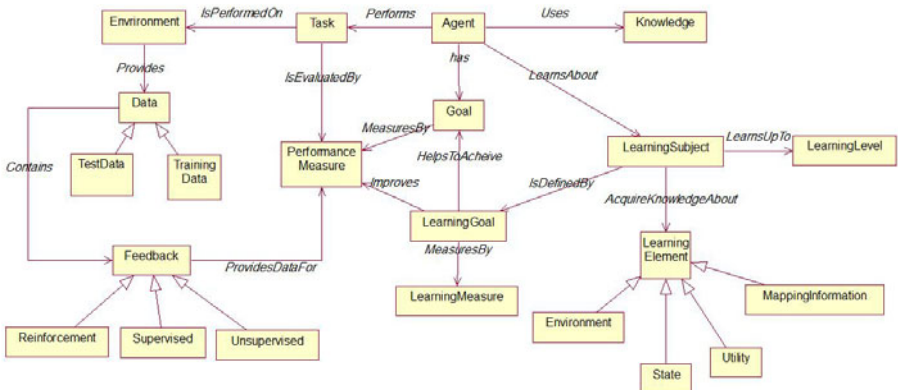 IsPerformedOn
Performs
Uses
Environment
Task
Agent
Knowledge
Provides
IsEvaluatedBy
has
LearnsAbout
Data
Goal
MeasuresBy
LearnsUpTo
Contains
TestData
Training
Data
Performance
Measure
HelpsToAcheive
LearningSubject
LearningLevel
Improves
IsDefinedBy
AcquireKnowledgeAbout
LearningGoal
Feedback
ProvidesDataFor
MeasuresBy
Learning
Element
LearningMeasure
MappingInformation
Reinforcement
Supervised
Unsupervised
Environment
Utility
State